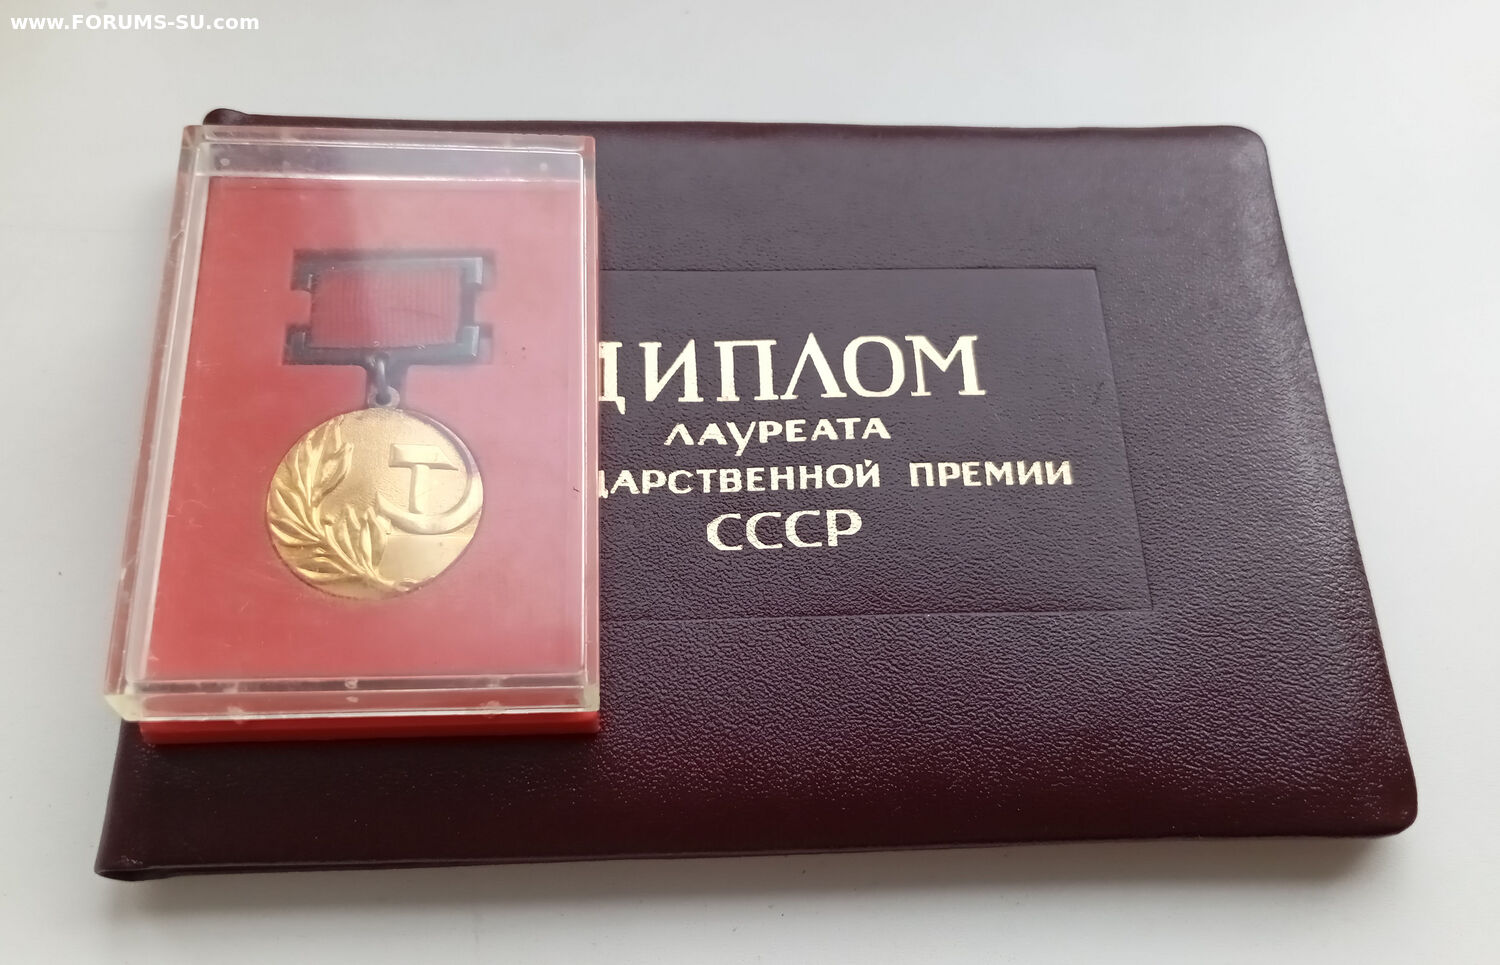 www.FORUMS-SU.com
ДИПЛОМ
ЛАУРЕАТА
ДАРСТВЕННОЙ ПРЕМИИ
СССР